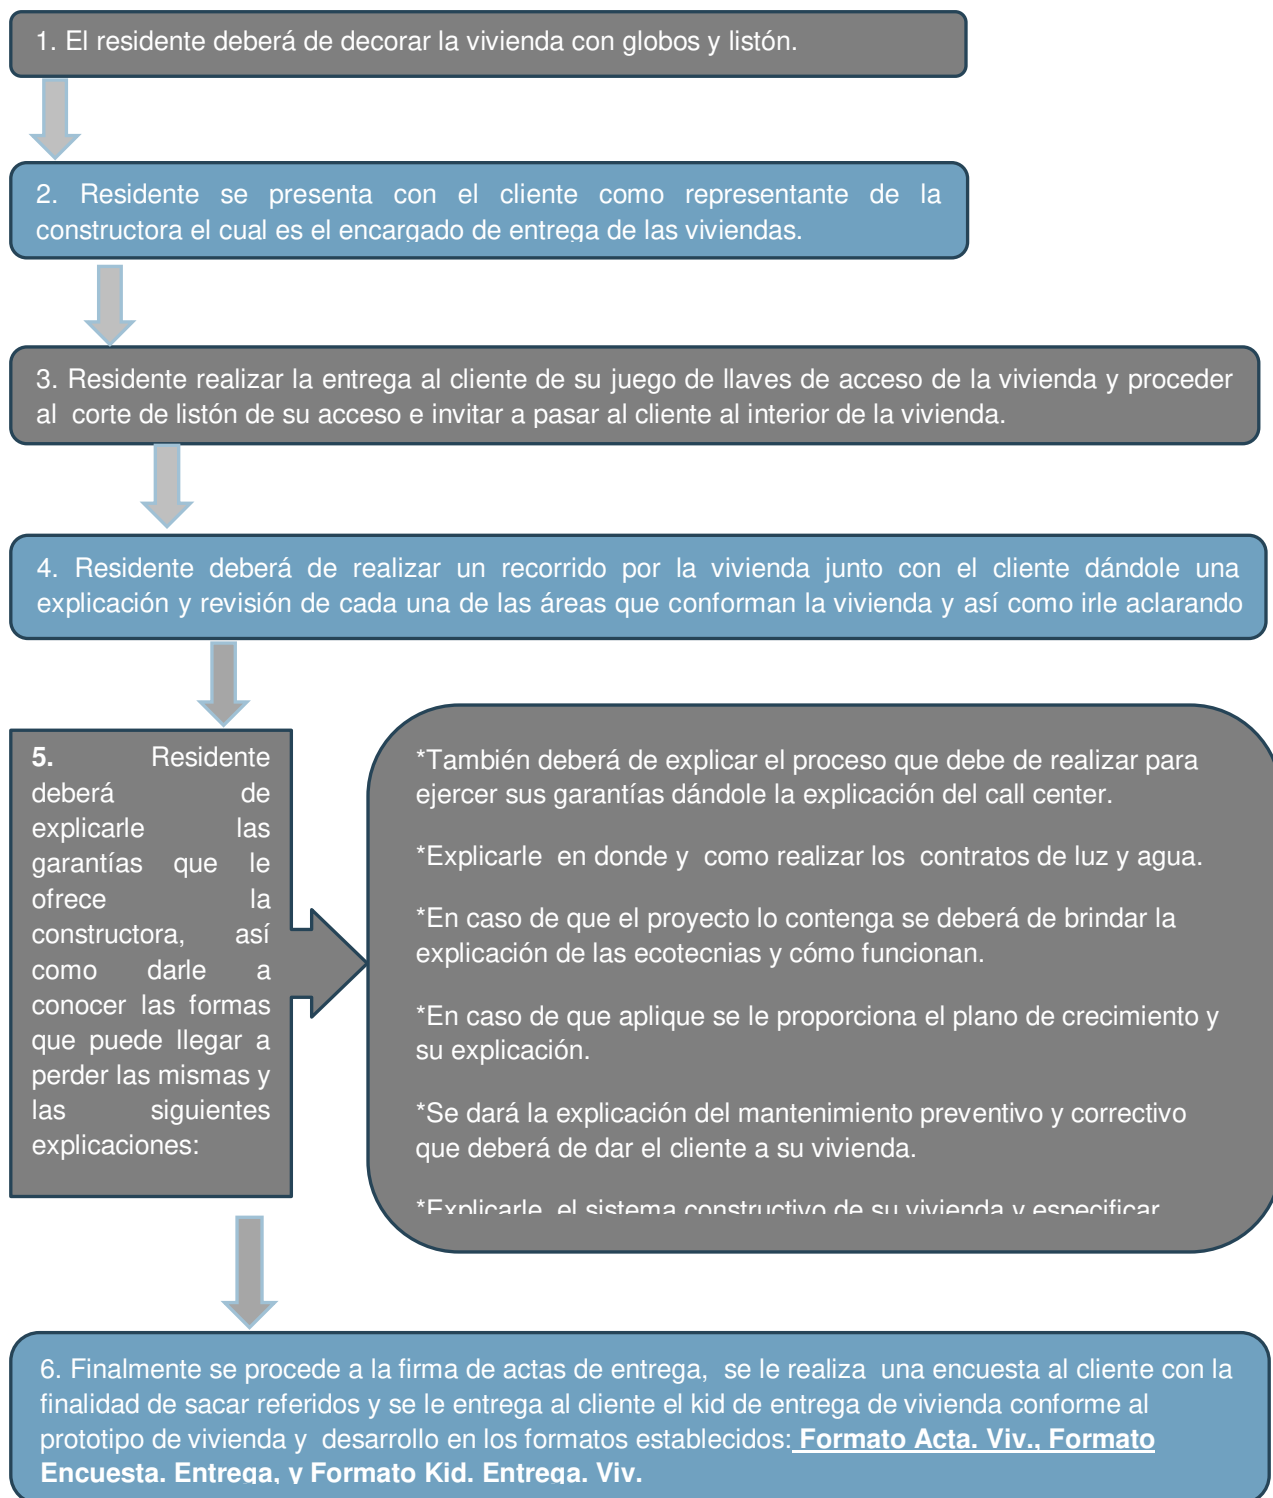 1. El residente deberá de decorar la vivienda con globos y listón.
2. Residente se presenta con el cliente como representante de la
constructora el cual es el encargado de entrega de las viviendas.
3. Residente realizar la entrega al cliente de su juego de llaves de acceso de la vivienda y proceder
al corte de listón de su acceso e invitar a pasar al cliente al interior de la vivienda.
4. Residente deberá de realizar un recorrido por la vivienda junto con el cliente dándole una
explicación y revisión de cada una de las áreas que conforman la vivienda y así como irle aclarando
5. Residente
deberá de
explicarle las
garantías que le
ofrece la
constructora, así
como darle a
conocer las formas
que puede llegar a
perder las mismas y
las siguientes
explicaciones:
*También deberá de explicar el proceso que debe de realizar para
ejercer sus garantías dándole la explicación del call center.
*Explicarle en donde y como realizar los contratos de luz y agua.
*En caso de que el proyecto lo contenga se deberá de brindar la
explicación de las ecotecnias y cómo funcionan.
*En caso de que aplique se le proporciona el plano de crecimiento y
su explicación.
*Se dará la explicación del mantenimiento preventivo y correctivo
que deberá de dar el cliente a su vivienda.
*Explicarle el sistema constructivo de su vivienda y especificar
6. Finalmente se procede a la firma de actas de entrega, se le realiza una encuesta al cliente con la
finalidad de sacar referidos y se le entrega al cliente el kid de entrega de vivienda conforme al
prototipo de vivienda y desarrollo en los formatos establecidos: Formato Acta. Viv., Formato
Encuesta. Entrega, y Formato Kid. Entrega. Viv.